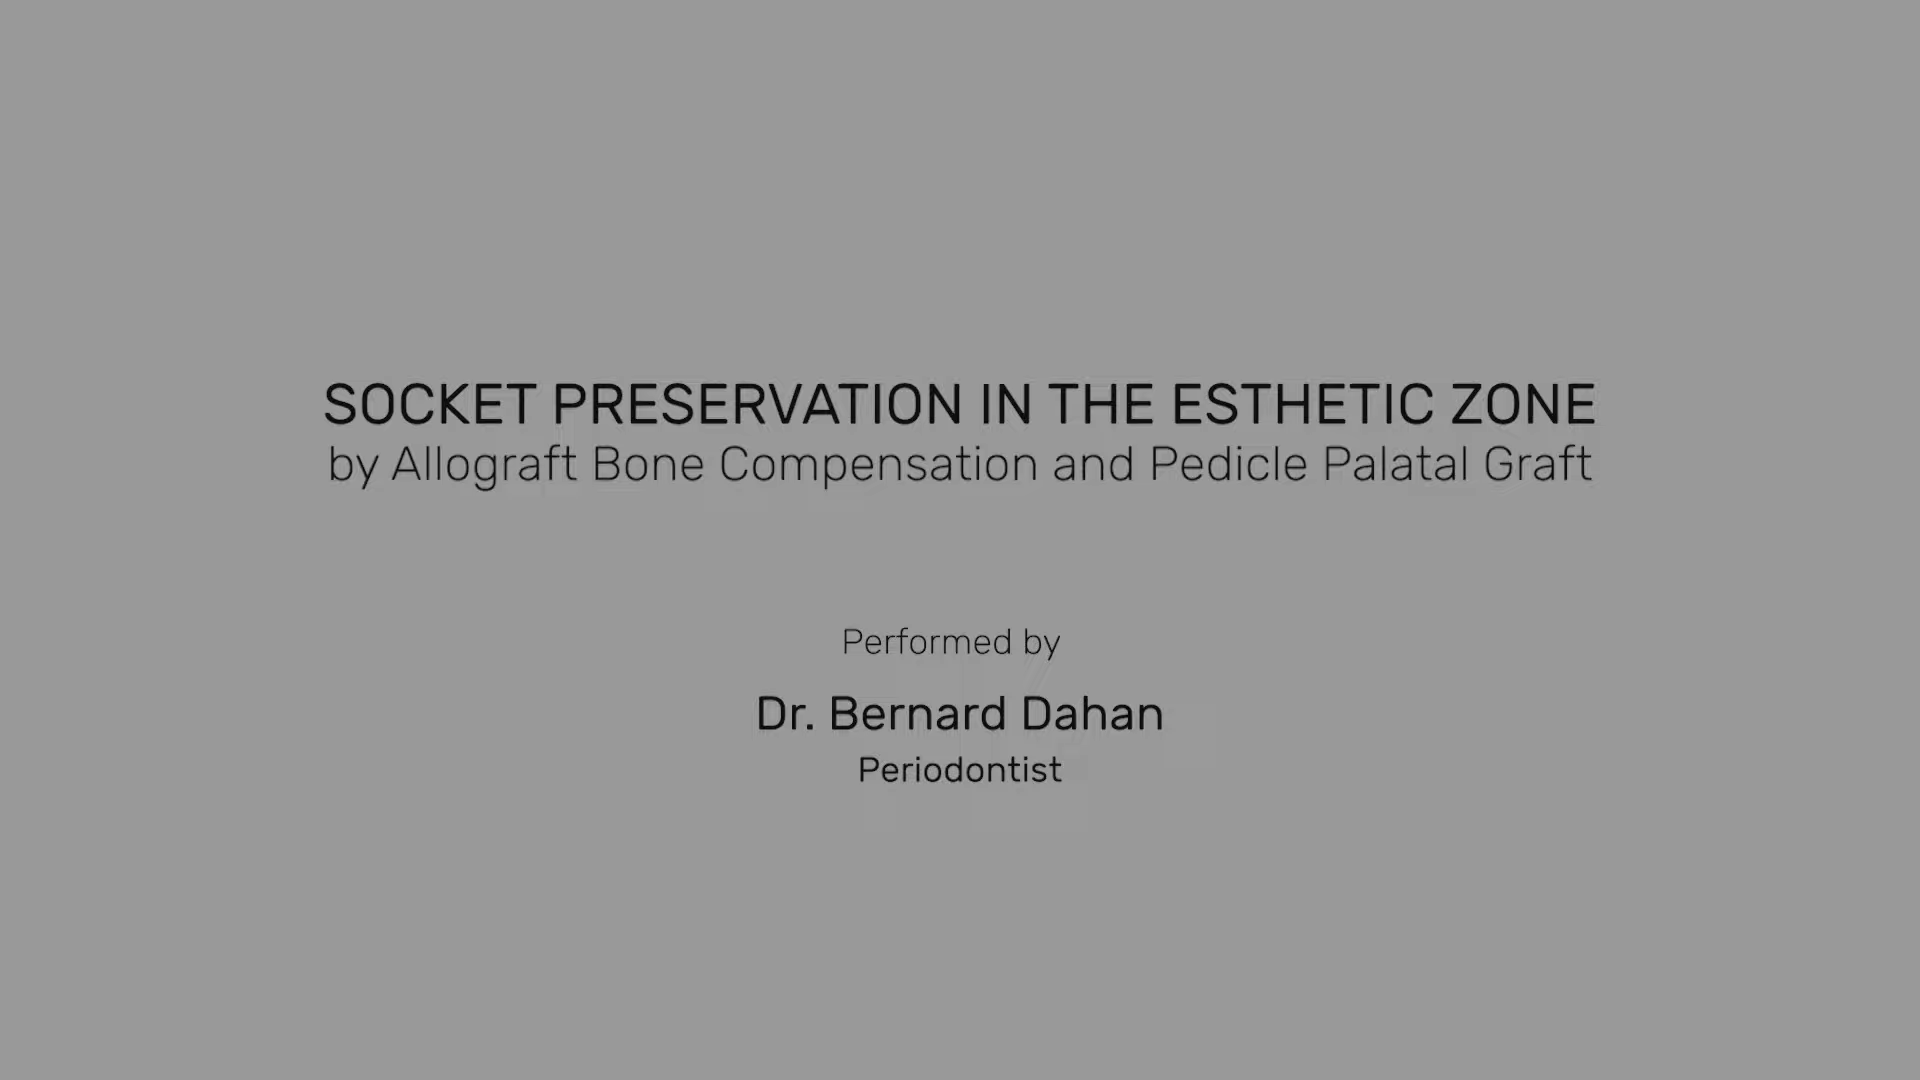 SOCKET PRESERVATION IN THE ESTHETIC ZONE
by Allograft Bone Compensation and Pedicle Palatal Graft
Performed by
Dr. Bernard Dahan
Periodontist